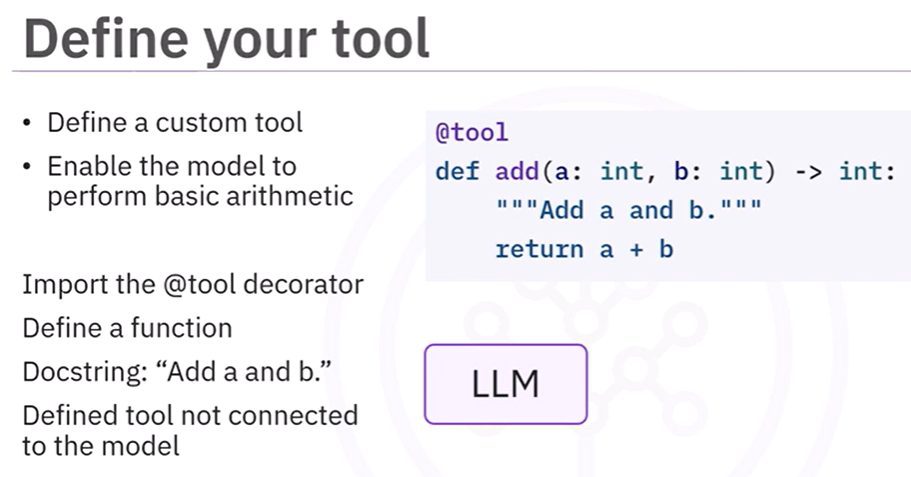 Define your tool
• Define a custom tool
• Enable the model to
perform basic arithmetic
Import the @tool decorator
Define a function
Docstring: “Add a and b.”
Defined tool not connected
to the model
@tool
def add(a: int, b: int) -> int:
    """Add a and b."""
    return a + b
LLM